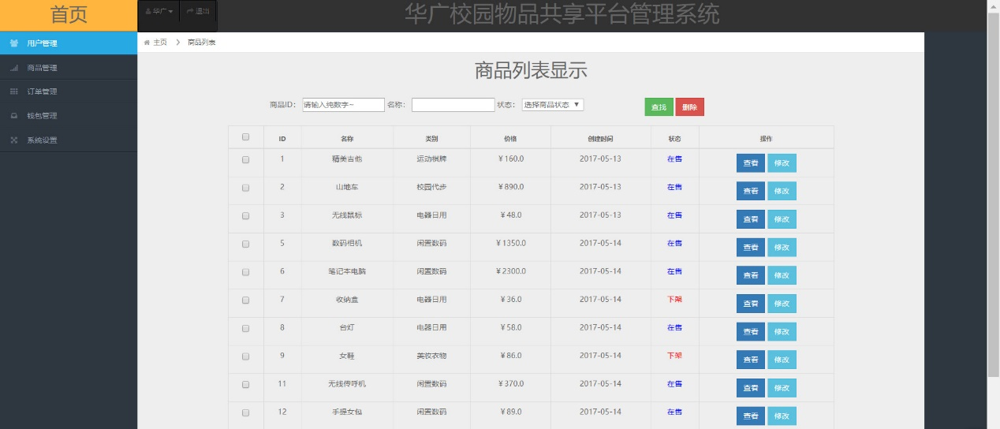 首页
华广
退出
华广校园物品共享平台管理系统
用户管理
商品管理
订单管理
钱包管理
系统设置
主页 商品列表
商品列表显示
商品ID： 请输入纯数字~ 名称： 状态： 选择商品状态 查找 删除
ID 名称 类别 价格 创建时间 状态 操作
1 精美吉他 运动棋牌 ￥160.0 2017-05-13 在售 查看 修改
2 山地车 校园代步 ￥890.0 2017-05-13 在售 查看 修改
3 无线鼠标 电器日用 ￥48.0 2017-05-13 在售 查看 修改
5 数码相机 闲置数码 ￥1350.0 2017-05-14 在售 查看 修改
6 笔记本电脑 闲置数码 ￥2300.0 2017-05-14 在售 查看 修改
7 收纳盒 电器日用 ￥36.0 2017-05-14 下架 查看 修改
8 台灯 电器日用 ￥58.0 2017-05-14 在售 查看 修改
9 女鞋 美妆衣物 ￥86.0 2017-05-14 下架 查看 修改
11 无线传呼机 闲置数码 ￥370.0 2017-05-14 在售 查看 修改
12 手提女包 闲置数码 ￥89.0 2017-05-14 在售 查看 修改